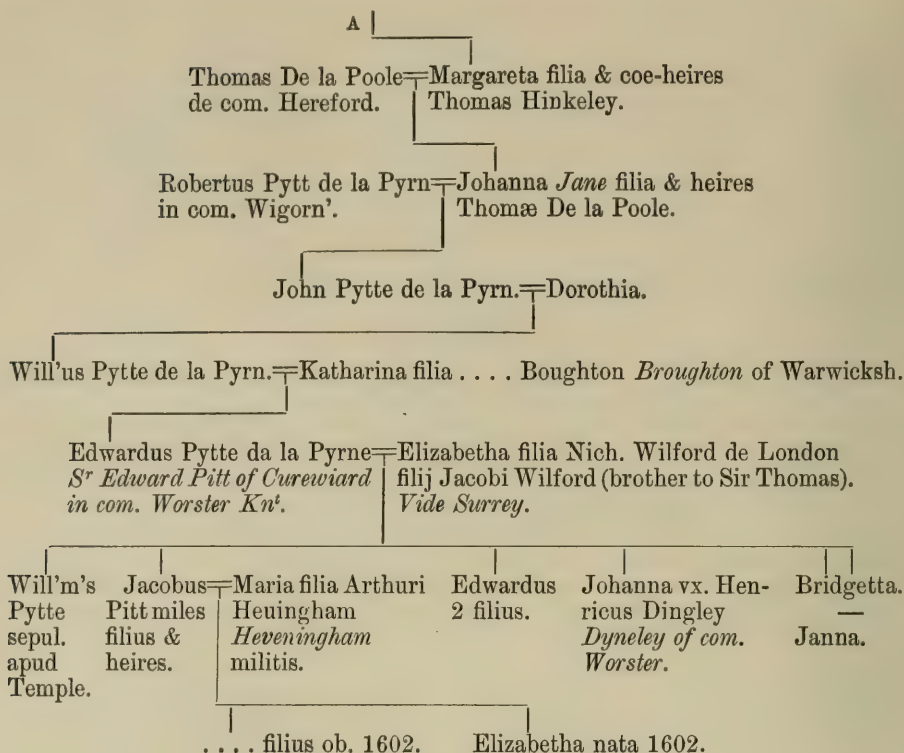 A
Thomas De la Poole Margareta filia & coe-heires
de com. Hereford. Thomas Hinkeley.
Robertus Pytt de la Pyrn Johanna Jane filia & heires
in com. Wigorn'. Thomæ De la Poole.
John Pytte de la Pyrn. Dorothia.
Will'us Pytte de la Pyrn. Katharina filia . . . . Boughton Broughton of Warwicksh.
Edwardus Pytte da la Pyrne Elizabetha filia Nich. Wilford de London
Sr Edward Pitt of Curewiard filij Jacobi Wilford (brother to Sir Thomas).
in com. Worster Knt. Vide Surrey.
Will'm's Jacobus Maria filia Arthuri Edwardus Johanna vx. Hen- Bridgetta.
Pytte Pitt miles Heuingham 2 filius. ricus Dingley —
sepul. filius & Heveningham Dyneley of com. Janna.
apud heires. militis. Worster.
Temple.
. . . . filius ob. 1602. Elizabetha nata 1602.